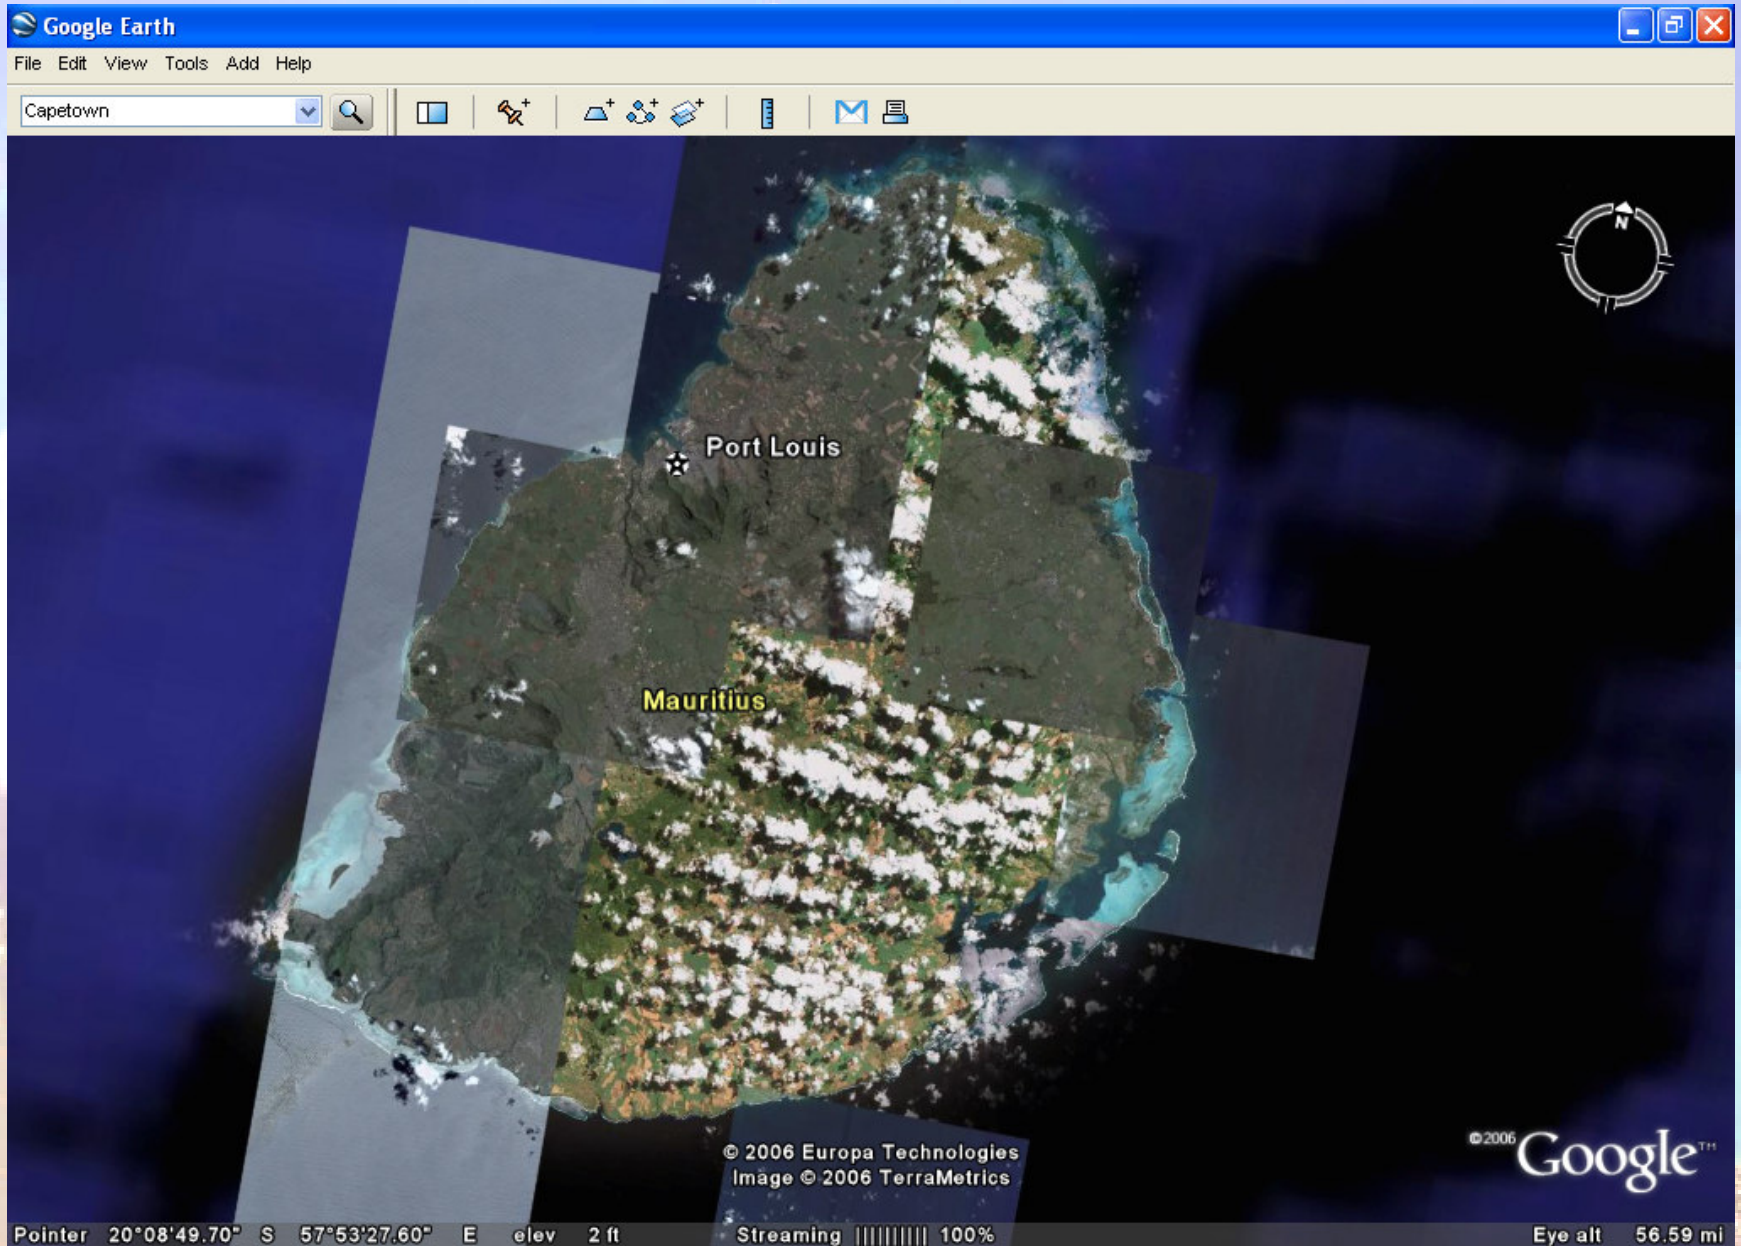 Google Earth
File Edit View Tools Add Help
Capetown
N
Port Louis
Mauritius
© 2006 Europa Technologies
Image © 2006 TerraMetrics
©2006 Google™
Pointer 20°08'49.70" S 57°53'27.60" E elev 2 ft Streaming |||||||||| 100% Eye alt 56.59 mi